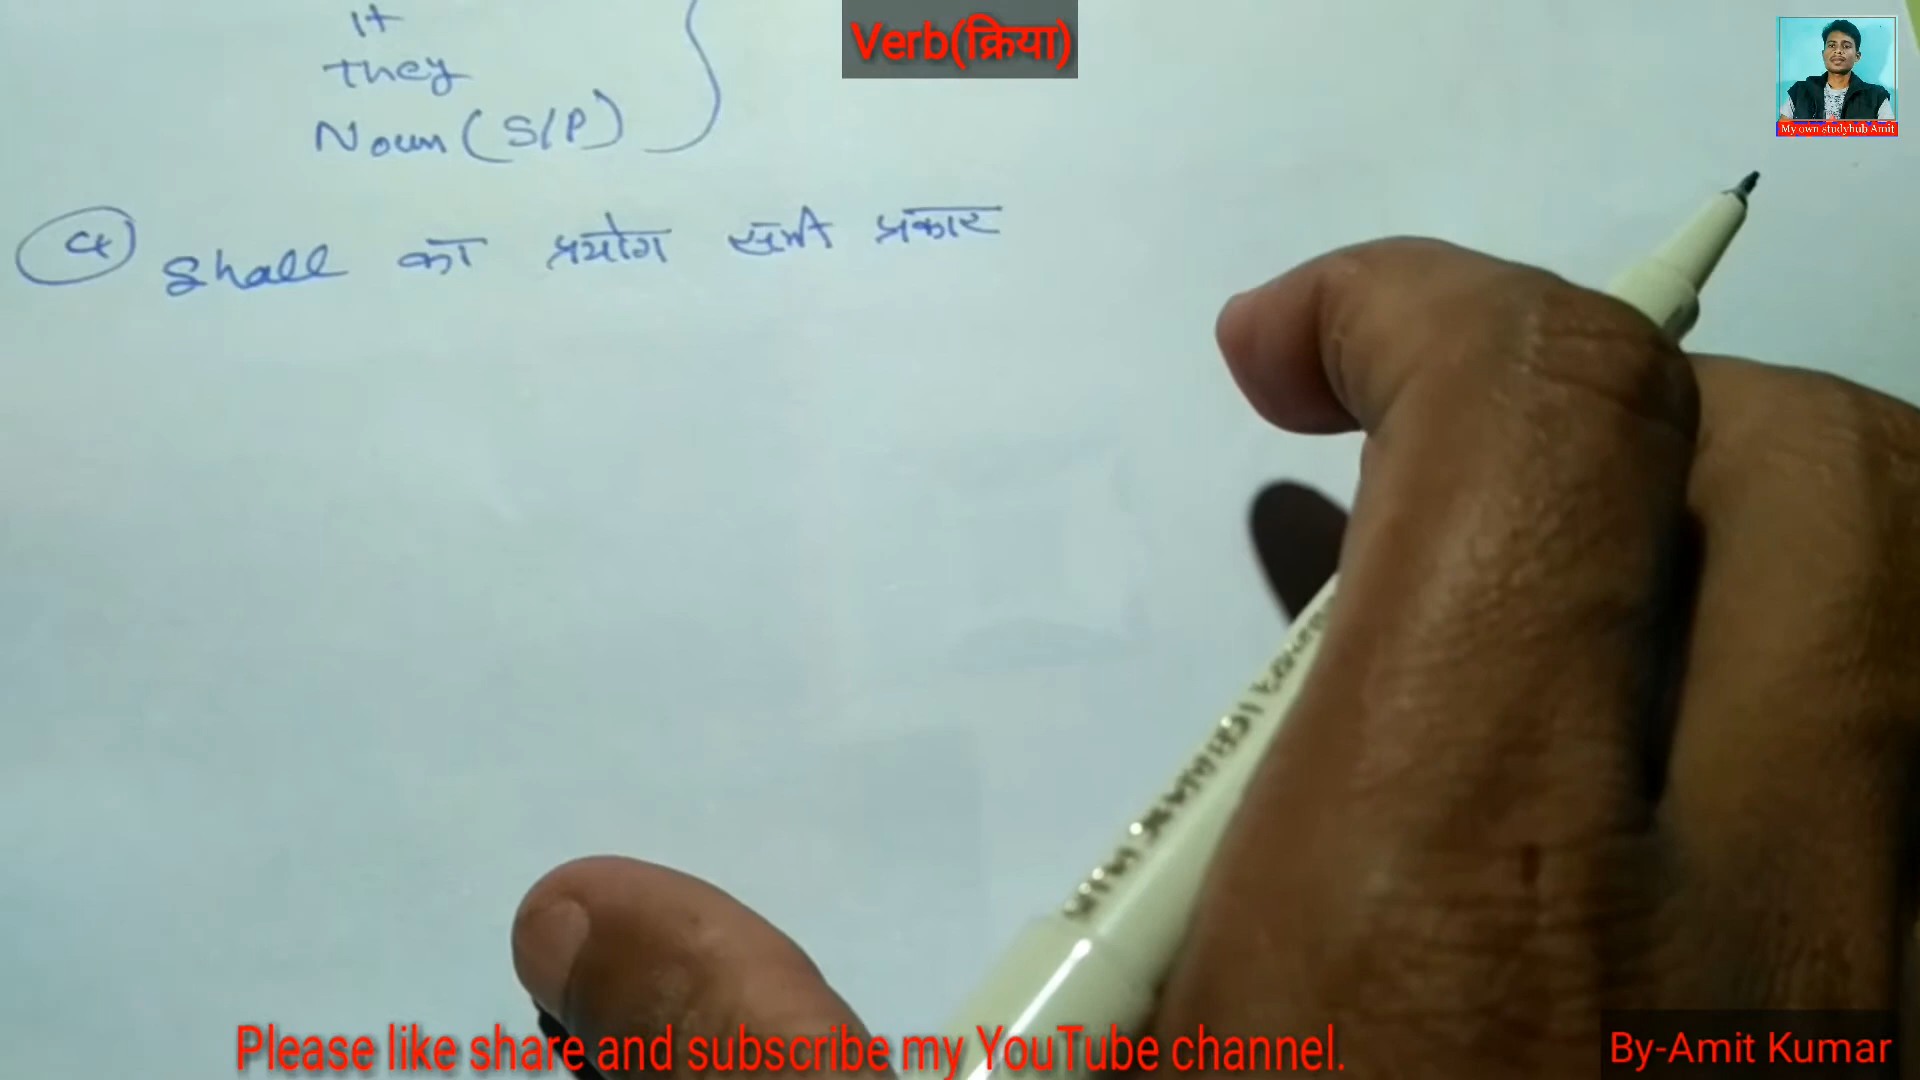 Verb(क्रिया)
It
They
Noun (S/P)
My own studyhub Amit
4 Shall का प्रयोग सभी प्रकार
Please like share and subscribe my YouTube channel.
By-Amit Kumar